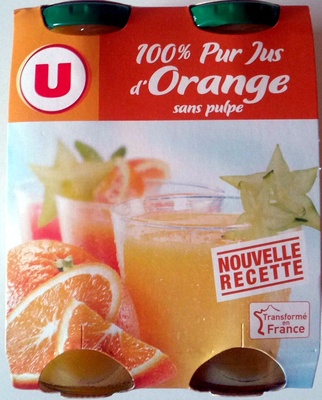 U
100% Pur Jus
d'Orange
sans pulpe
NOUVELLE
RECETTE
Transformé
en
France